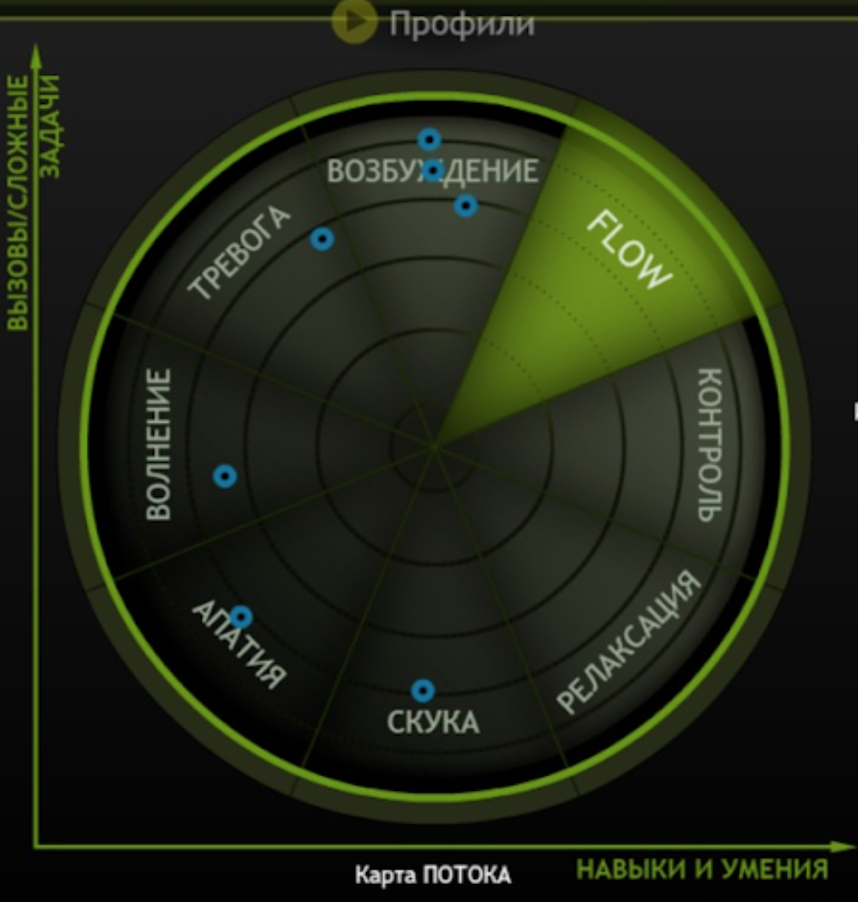 Профили
ВЫЗОВЫ/СЛОЖНЫЕ
ЗАДАЧИ
ВОЗБУЖДЕНИЕ
FLOW
ТРЕВОГА
ВОЛНЕНИЕ
КОНТРОЛЬ
АПАТИЯ
РЕЛАКСАЦИЯ
СКУКА
Карта ПОТОКА
НАВЫКИ И УМЕНИЯ